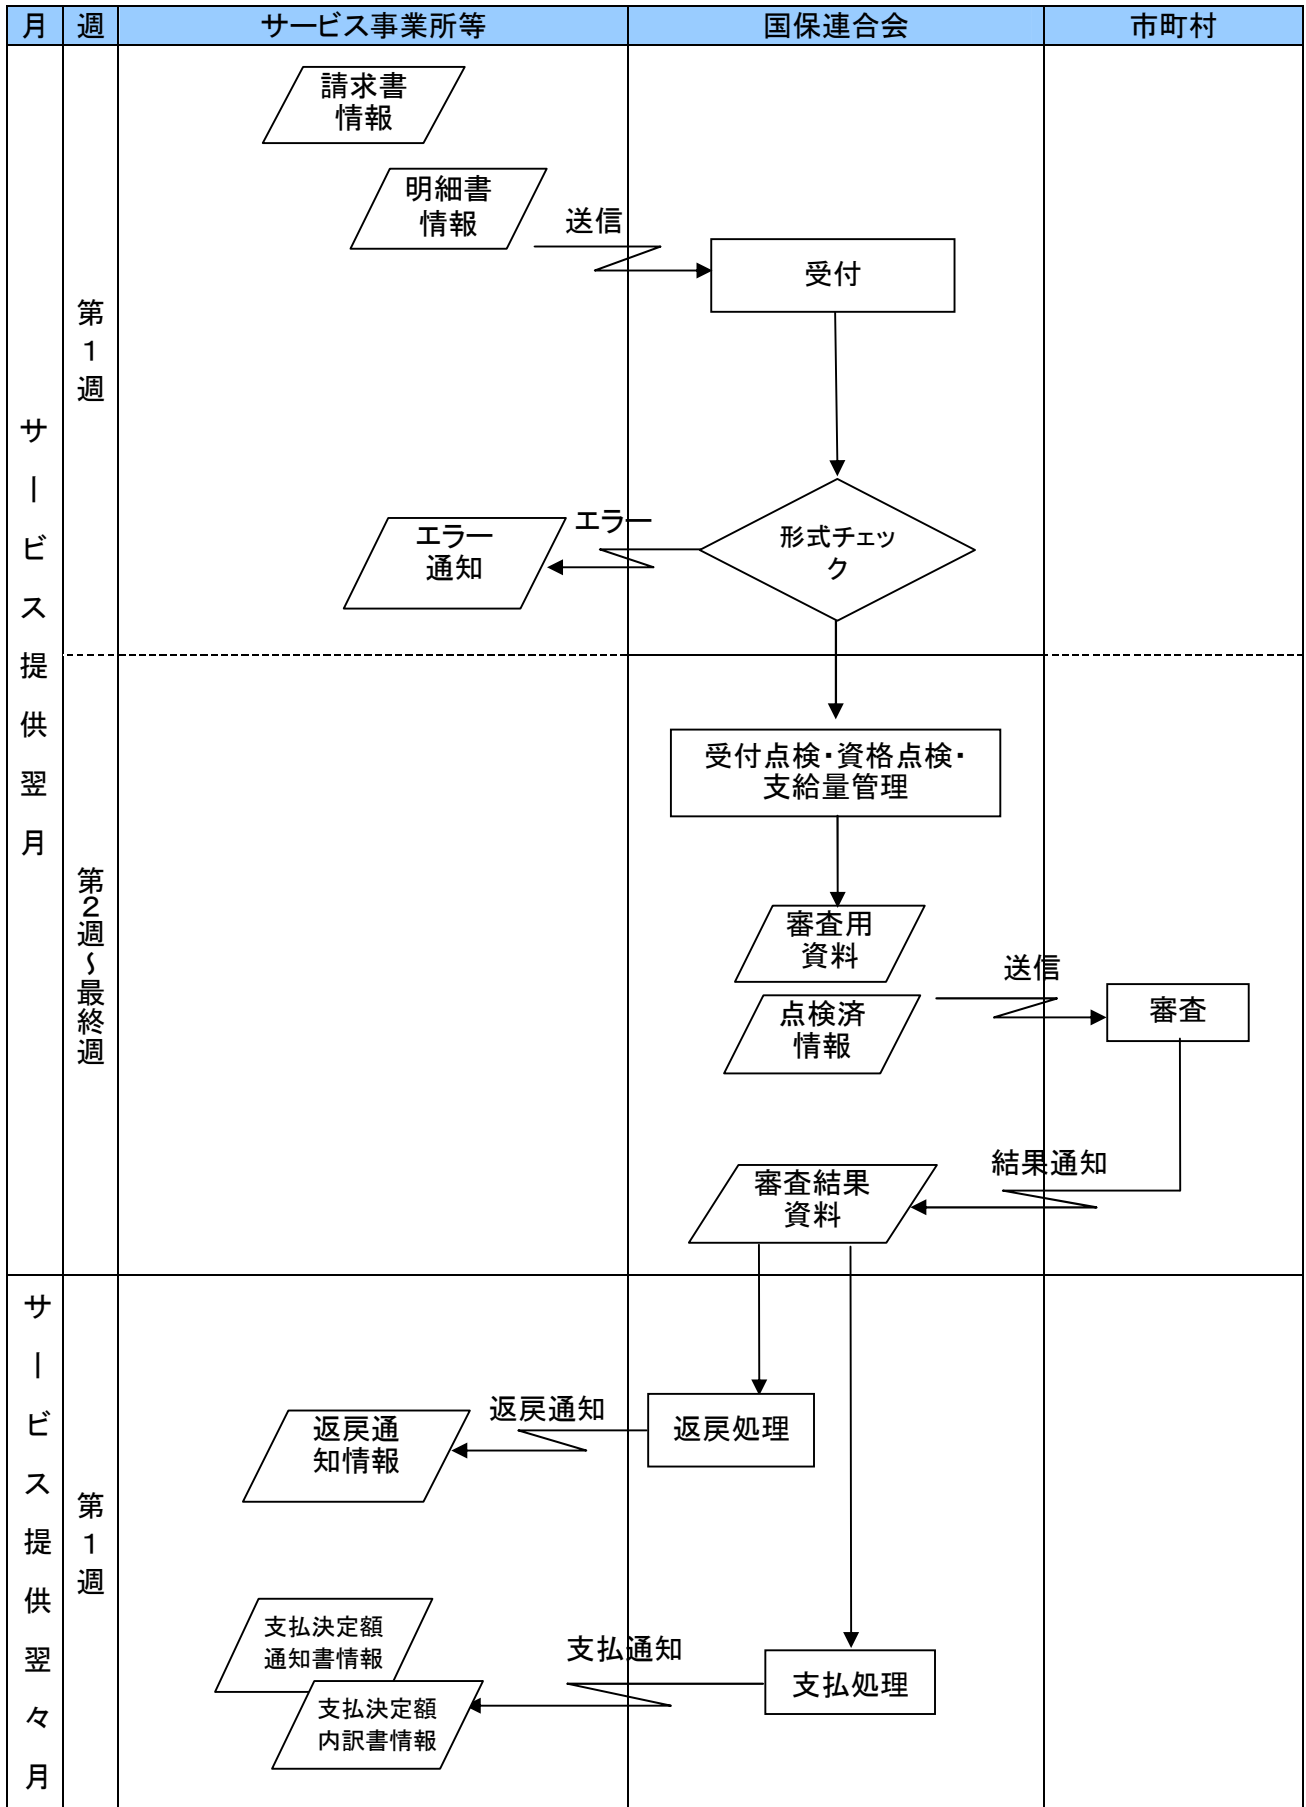 月
週
サービス事業所等
国保連合会
市町村
サービス提供翌月
第1週
請求書
情報
明細書
情報
送信
受付
エラー
通知
エラー
形式チェッ
ク
第2週～最終週
受付点検・資格点検・
支給量管理
審査用
資料
点検済
情報
送信
審査
結果通知
審査結果
資料
サービス提供翌々月
第1週
返戻通
知情報
返戻通知
返戻処理
支払決定額
通知書情報
支払決定額
内訳書情報
支払通知
支払処理